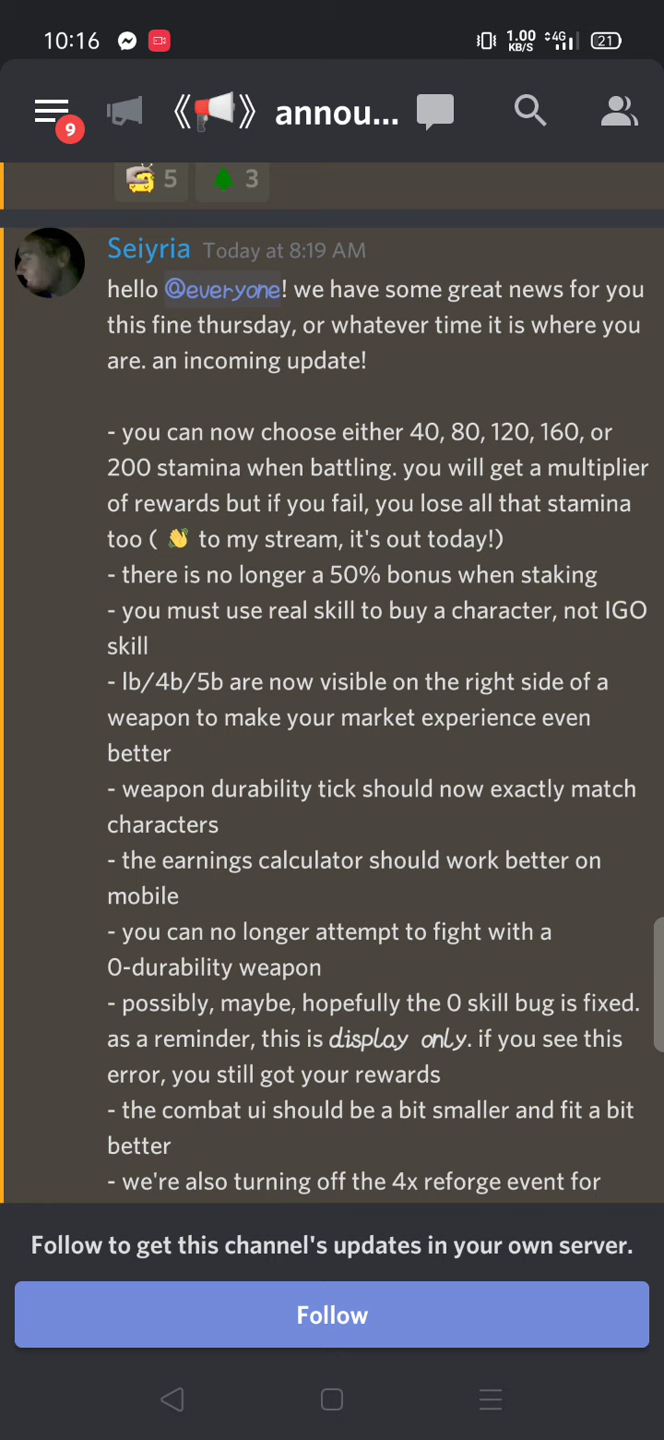 10:16
1.00 KB/S 4G 21
9
《 》 annou...
5 3
Seiyria Today at 8:19 AM
hello @everyone! we have some great news for you
this fine thursday, or whatever time it is where you
are. an incoming update!
- you can now choose either 40, 80, 120, 160, or
200 stamina when battling. you will get a multiplier
of rewards but if you fail, you lose all that stamina
too ( 👋 to my stream, it's out today!)
- there is no longer a 50% bonus when staking
- you must use real skill to buy a character, not IGO
skill
- lb/4b/5b are now visible on the right side of a
weapon to make your market experience even
better
- weapon durability tick should now exactly match
characters
- the earnings calculator should work better on
mobile
- you can no longer attempt to fight with a
0-durability weapon
- possibly, maybe, hopefully the 0 skill bug is fixed.
as a reminder, this is display only. if you see this
error, you still got your rewards
- the combat ui should be a bit smaller and fit a bit
better
- we're also turning off the 4x reforge event for
Follow to get this channel's updates in your own server.
Follow